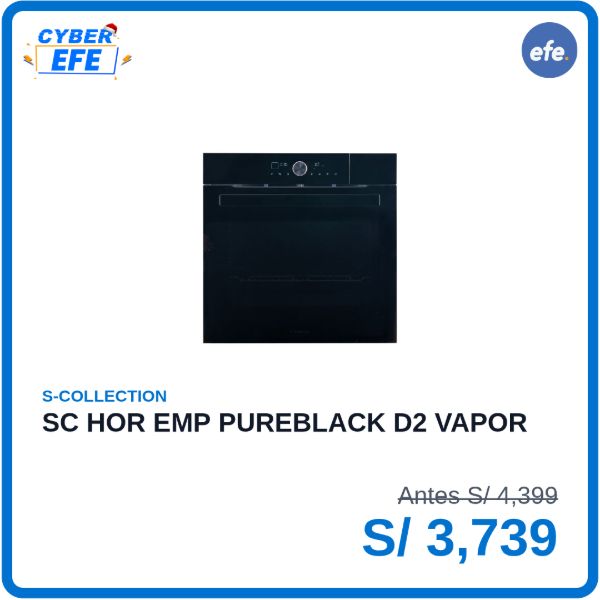 CYBER
EFE
efe.
S-COLLECTION
SC HOR EMP PUREBLACK D2 VAPOR
Antes S/ 4,399
S/ 3,739